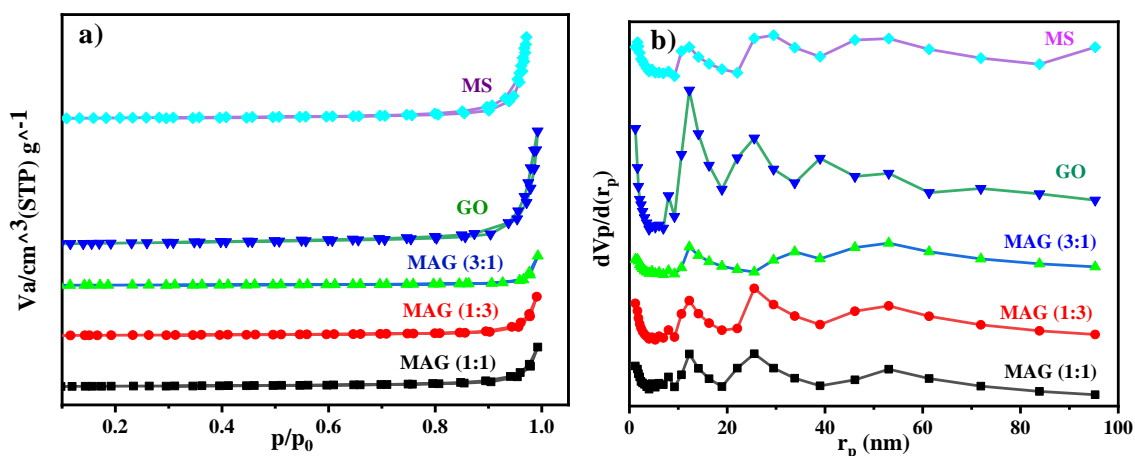 a)
MS
GO
MAG (3:1)
MAG (1:3)
MAG (1:1)
Va/cm^3(STP) g^-1
0.2 0.4 0.6 0.8 1.0
p/p₀
b)
MS
GO
MAG (3:1)
MAG (1:3)
MAG (1:1)
dVp/d(rₚ)
0 20 40 60 80 100
rₚ (nm)